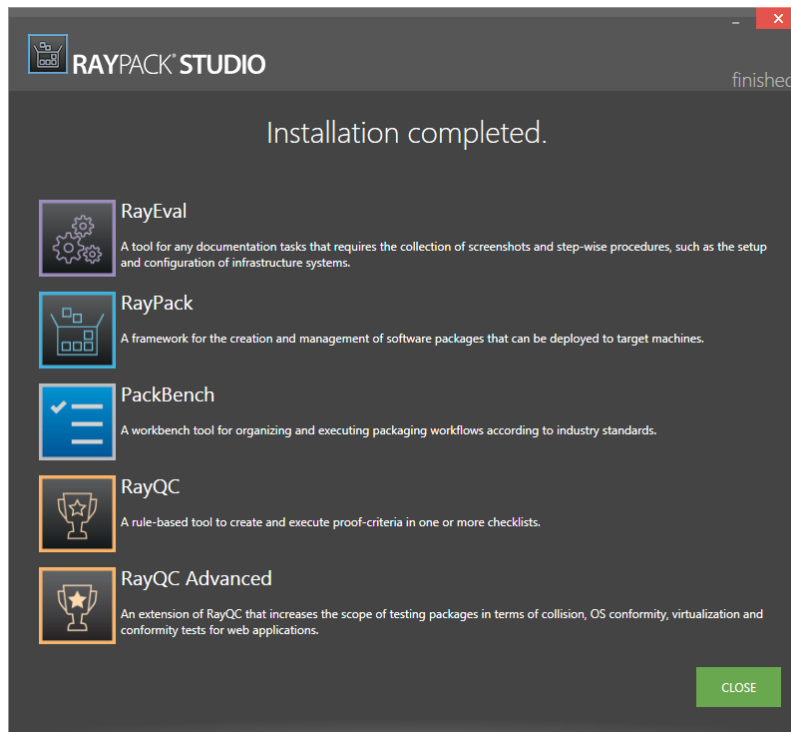 RAYPACK® STUDIO
finished
Installation completed.
RayEval
A tool for any documentation tasks that requires the collection of screenshots and step-wise procedures, such as the setup
and configuration of infrastructure systems.
RayPack
A framework for the creation and management of software packages that can be deployed to target machines.
PackBench
A workbench tool for organizing and executing packaging workflows according to industry standards.
RayQC
A rule-based tool to create and execute proof-criteria in one or more checklists.
RayQC Advanced
An extension of RayQC that increases the scope of testing packages in terms of collision, OS conformity, virtualization and
conformity tests for web applications.
CLOSE